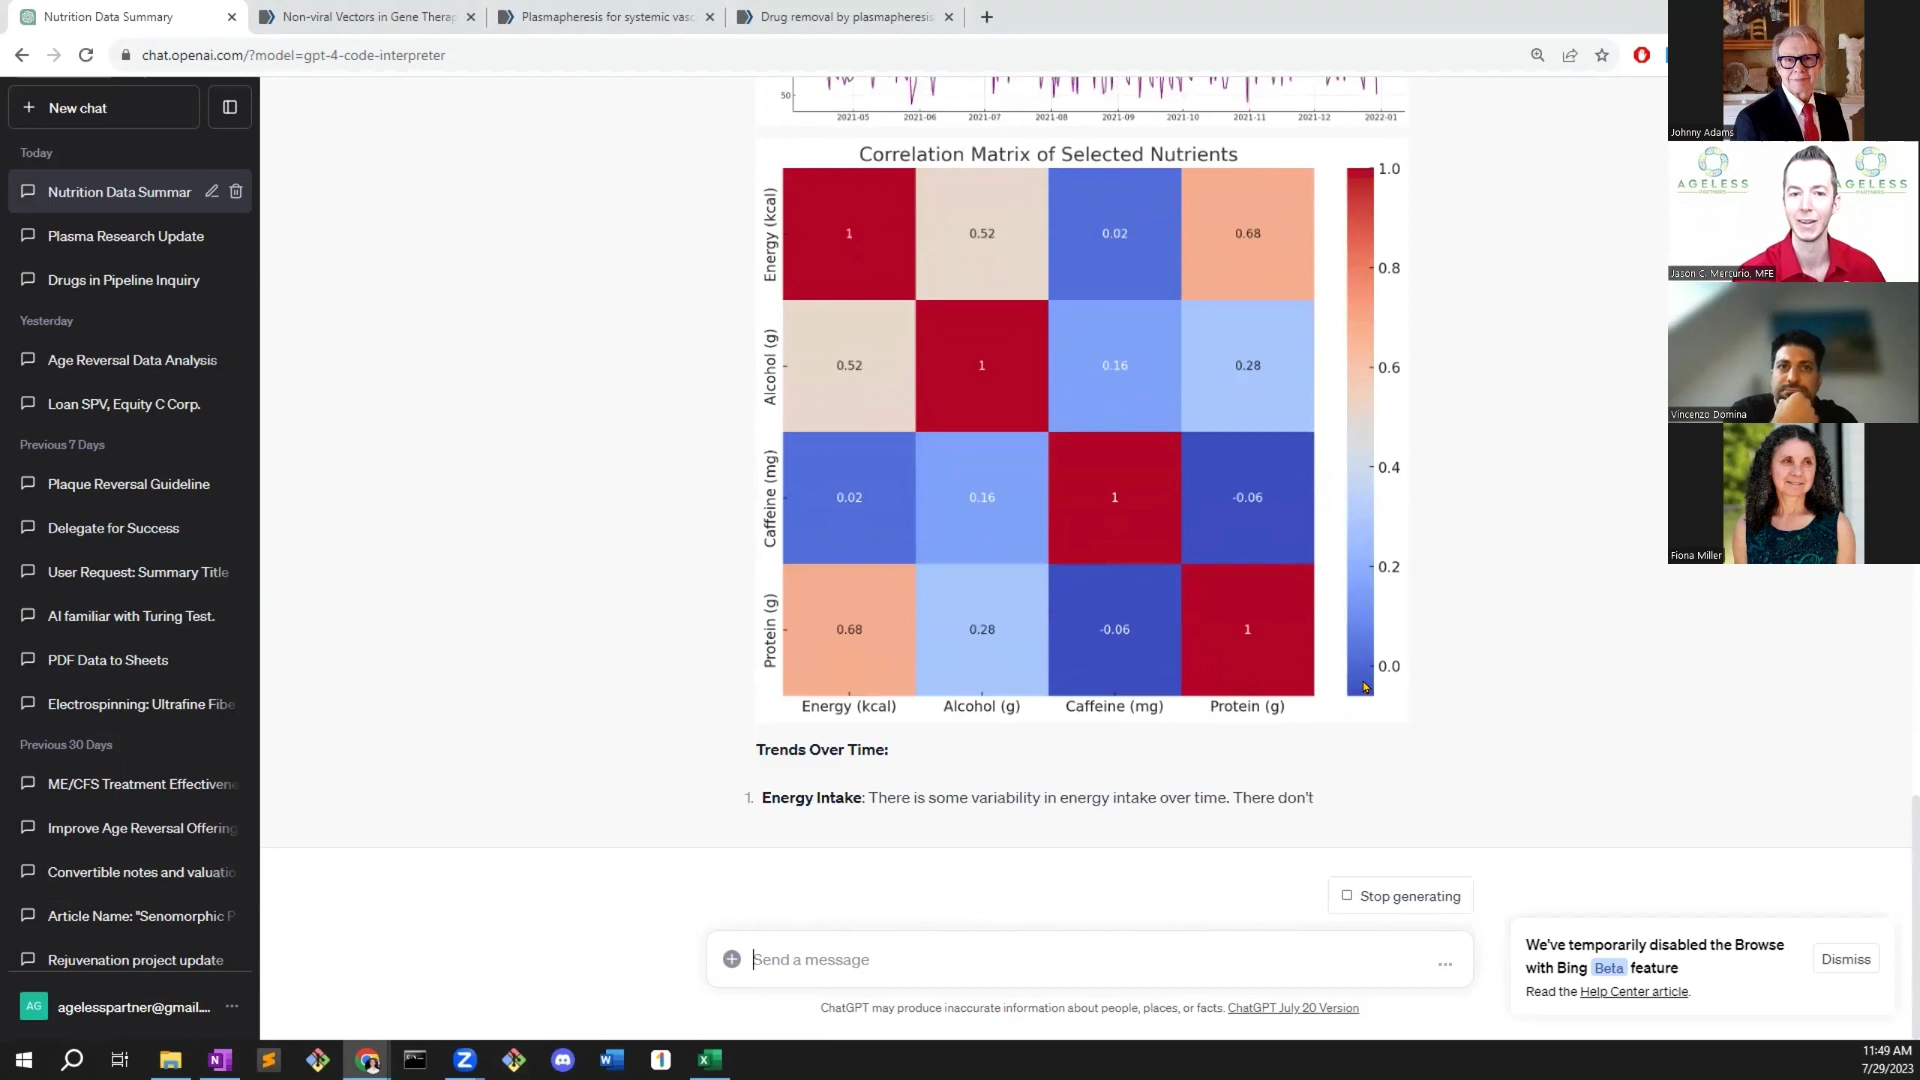 Nutrition Data Summary
Non-viral Vectors in Gene Therap
Plasmapheresis for systemic vasc
Drug removal by plasmapheresis
chat.openai.com/?model=gpt-4-code-interpreter
New chat
Today
Nutrition Data Summar
Plasma Research Update
Drugs in Pipeline Inquiry
Yesterday
Age Reversal Data Analysis
Loan SPV, Equity C Corp.
Previous 7 Days
Plaque Reversal Guideline
Delegate for Success
User Request: Summary Title
AI familiar with Turing Test.
PDF Data to Sheets
Electrospinning: Ultrafine Fibe
Previous 30 Days
ME/CFS Treatment Effectivene
Improve Age Reversal Offering
Convertible notes and valuatio
Article Name: "Senomorphic P
Rejuvenation project update
AG agelesspartner@gmail....
50
2021-05 2021-06 2021-07 2021-08 2021-09 2021-10 2021-11 2021-12 2022-01
Correlation Matrix of Selected Nutrients
Energy (kcal) 1 0.52 0.02 0.68
Alcohol (g) 0.52 1 0.16 0.28
Caffeine (mg) 0.02 0.16 1 -0.06
Protein (g) 0.68 0.28 -0.06 1
Energy (kcal) Alcohol (g) Caffeine (mg) Protein (g)
1.0
0.8
0.6
0.4
0.2
0.0
Trends Over Time:
1. Energy Intake: There is some variability in energy intake over time. There don't
Stop generating
Send a message
ChatGPT may produce inaccurate information about people, places, or facts. ChatGPT July 20 Version
We've temporarily disabled the Browse
with Bing Beta feature
Read the Help Center article.
Dismiss
Johnny Adams
AGELESS
PARTNERS
AGELESS
PARTNERS
Jason C. Mercurio, MFE
Vincenzo Domina
Fiona Miller
11:49 AM
7/29/2023